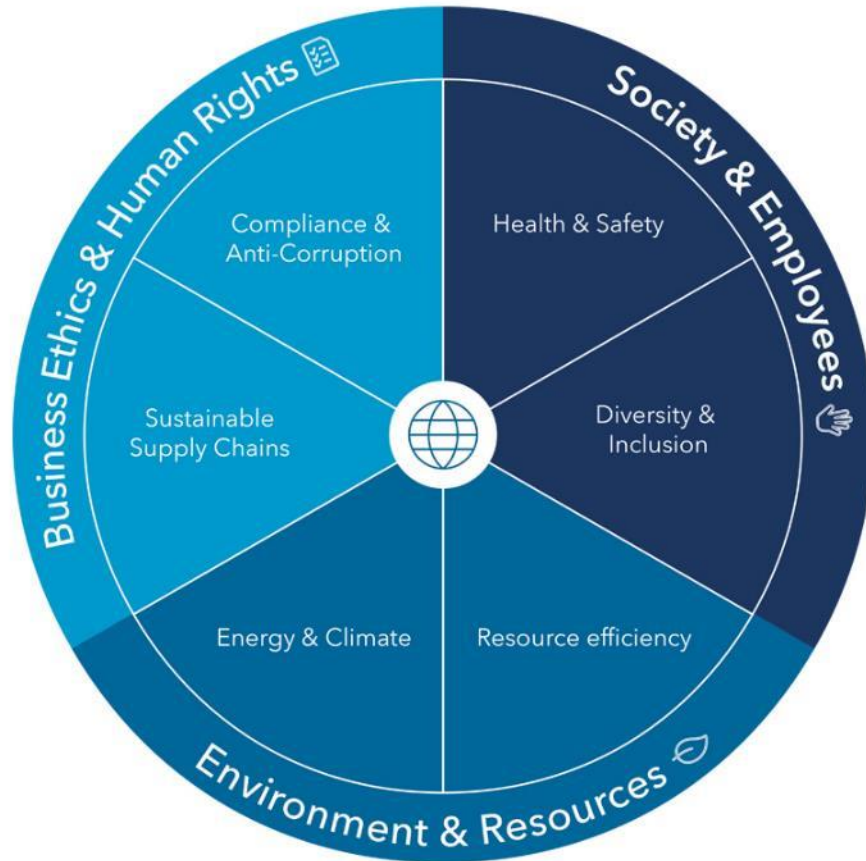 Business Ethics & Human Rights
Society & Employees
Compliance &
Anti-Corruption
Health & Safety
Sustainable
Supply Chains
Diversity &
Inclusion
Energy & Climate
Resource efficiency
Environment & Resources